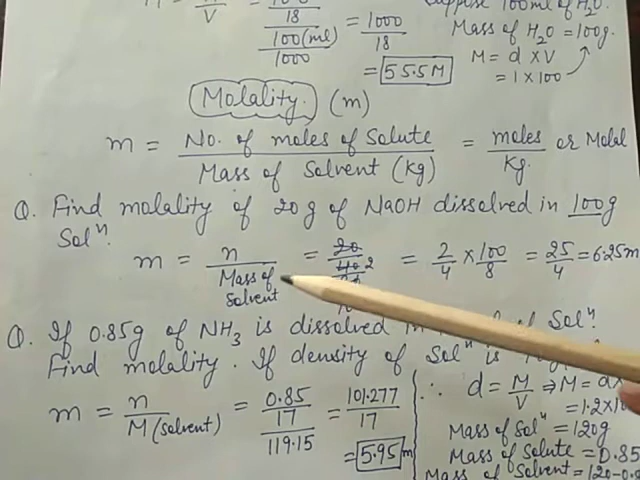 18
100(ml)
1000
= 1000
18
= 55.5M
Suppose 100ml of H₂O.
Mass of H₂O = 100g.
M = d × V
= 1 × 100
Molality. (m)
m = No. of moles of Solute / Mass of Solvent (Kg) = moles / Kg. or Molal
Q. Find molality of 20g of NaOH dissolved in 100g
Solⁿ.
m = n / Mass of Solvent = 20 / 40 2 = 2/4 × 100/8 = 25/4 = 6.25m
Q. If 0.85g of NH₃ is dissolved in of Solⁿ.
Find molality. If density of Solⁿ is
m = n / M(solvent) = 0.85 / 17 / 119.15 = 101.277 / 17
= 5.95 m
∴ d = M/V ⇒ M = d×
= 1.2×10
Mass of Solⁿ = 120g
Mass of Solute = 0.85
Mass of Solvent = 120-0.